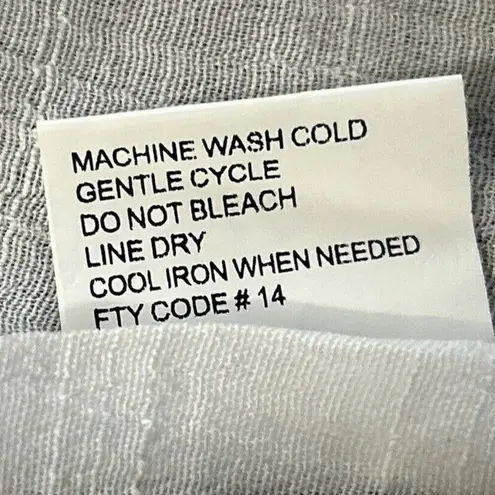 MACHINE WASH COLD
GENTLE CYCLE
DO NOT BLEACH
LINE DRY
COOL IRON WHEN NEEDED
FTY CODE # 14